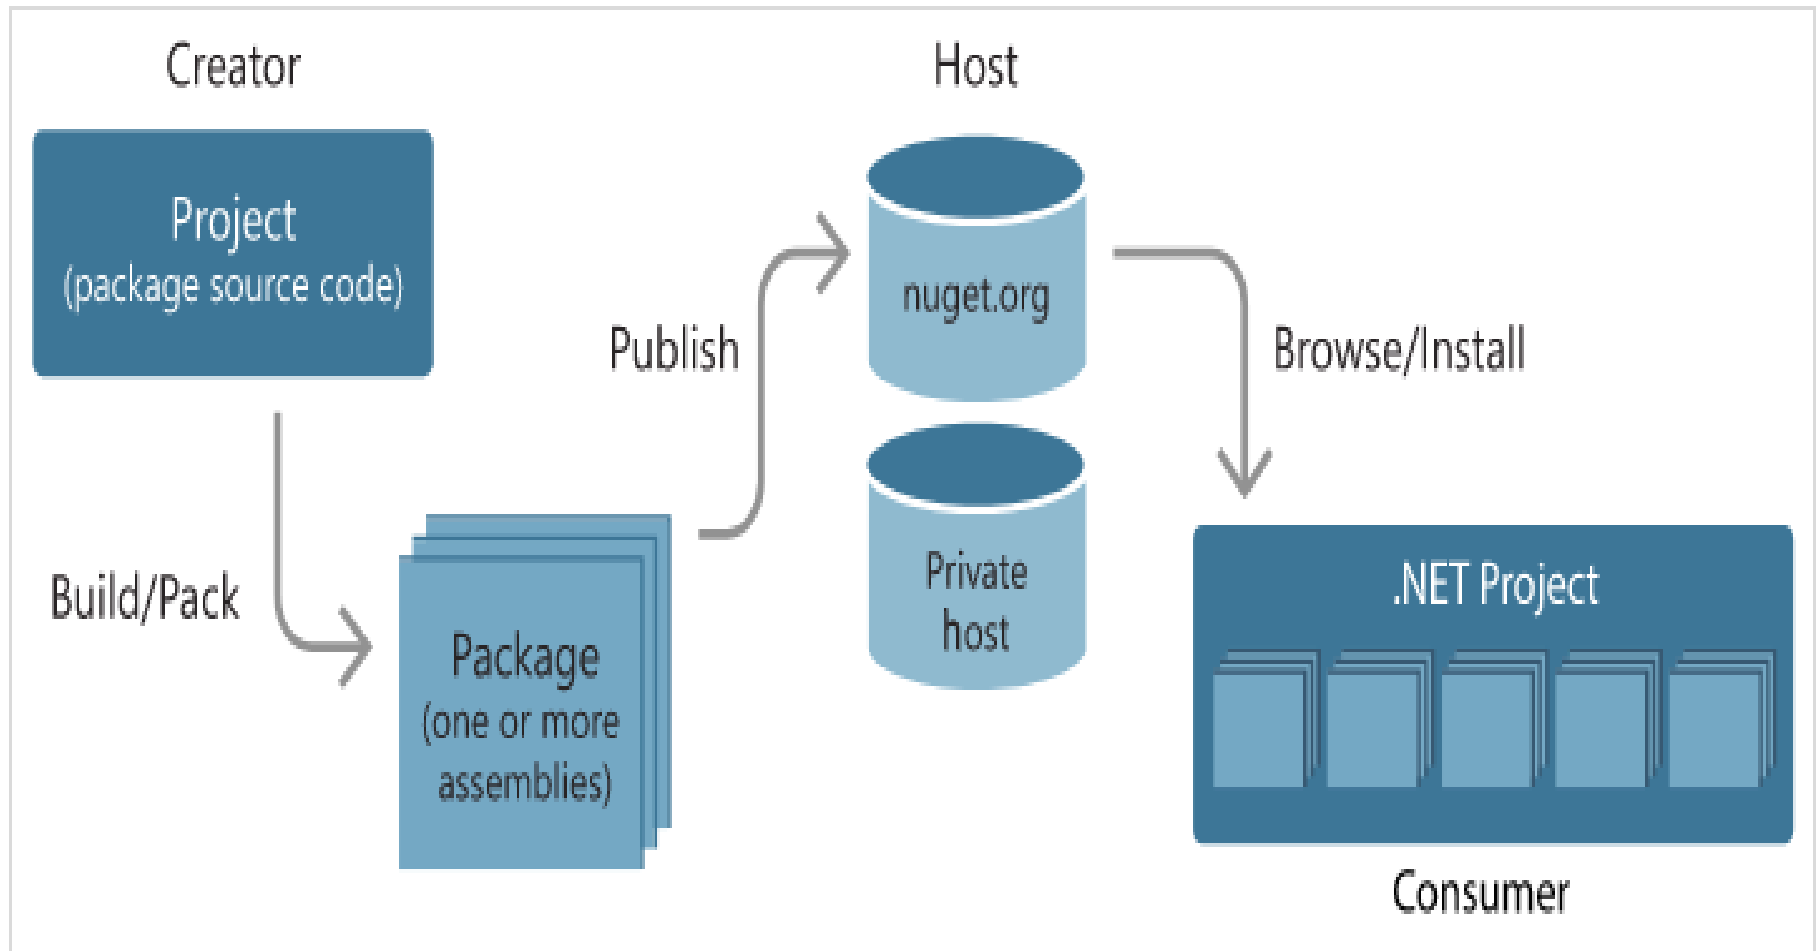 Creator
Project
(package source code)
Build/Pack
Package
(one or more
assemblies)
Publish
Host
nuget.org
Private
host
Browse/Install
.NET Project
Consumer